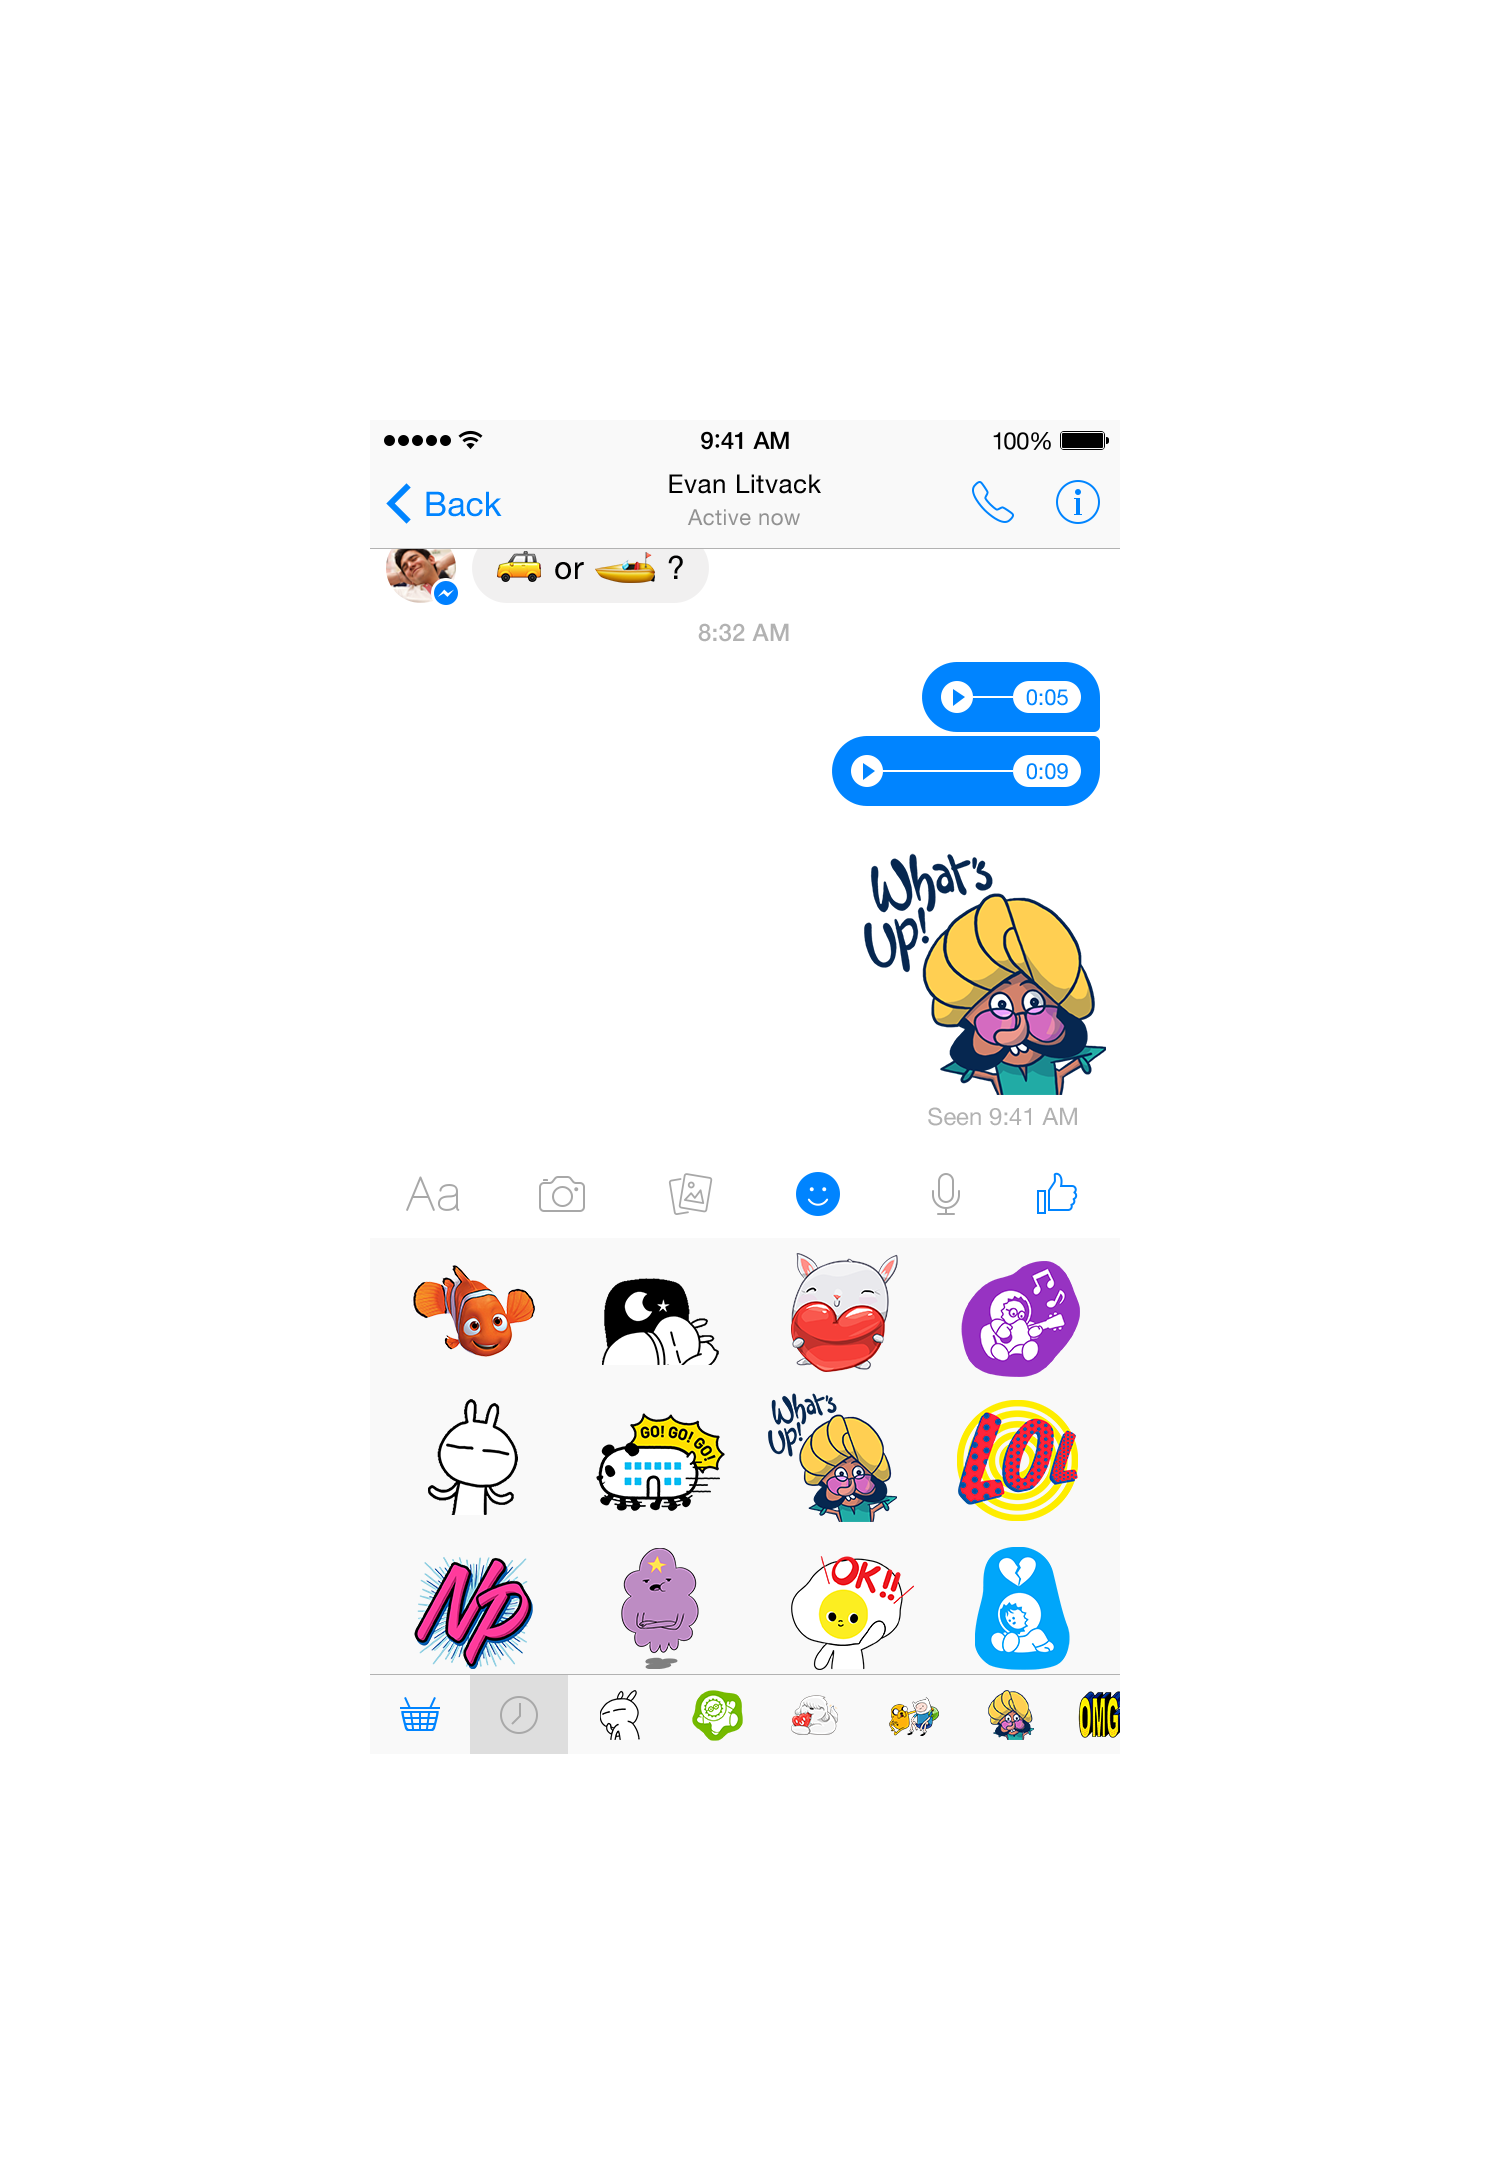 9:41 AM 100%
Back Evan Litvack
Active now
🚕 or 🚤 ?
8:32 AM
0:05
0:09
What's
Up!
Seen 9:41 AM
Aa
GO! GO! GO!
What's
Up!
LOL
NP
OK!!
OMG